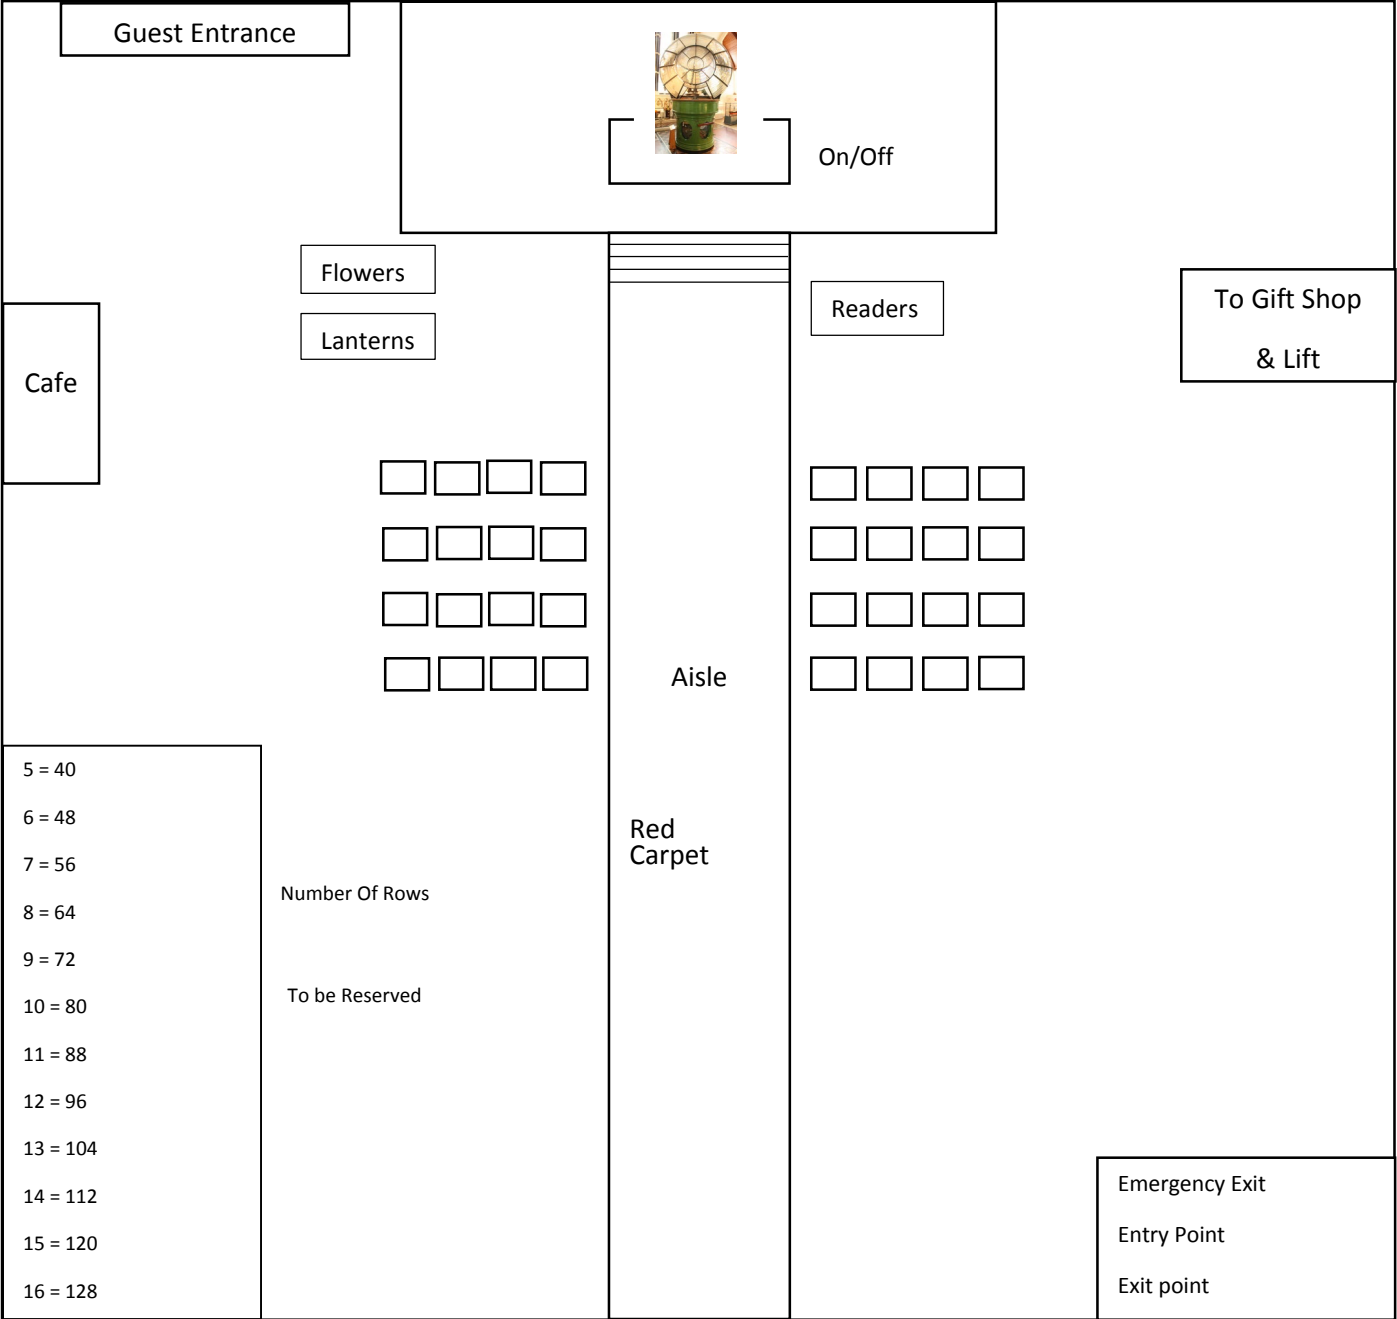 Guest Entrance
On/Off
Flowers
Lanterns
Readers
To Gift Shop
& Lift
Cafe
Aisle
Red
Carpet
5 = 40
6 = 48
7 = 56
8 = 64
9 = 72
10 = 80
11 = 88
12 = 96
13 = 104
14 = 112
15 = 120
16 = 128
Number Of Rows
To be Reserved
Emergency Exit
Entry Point
Exit point